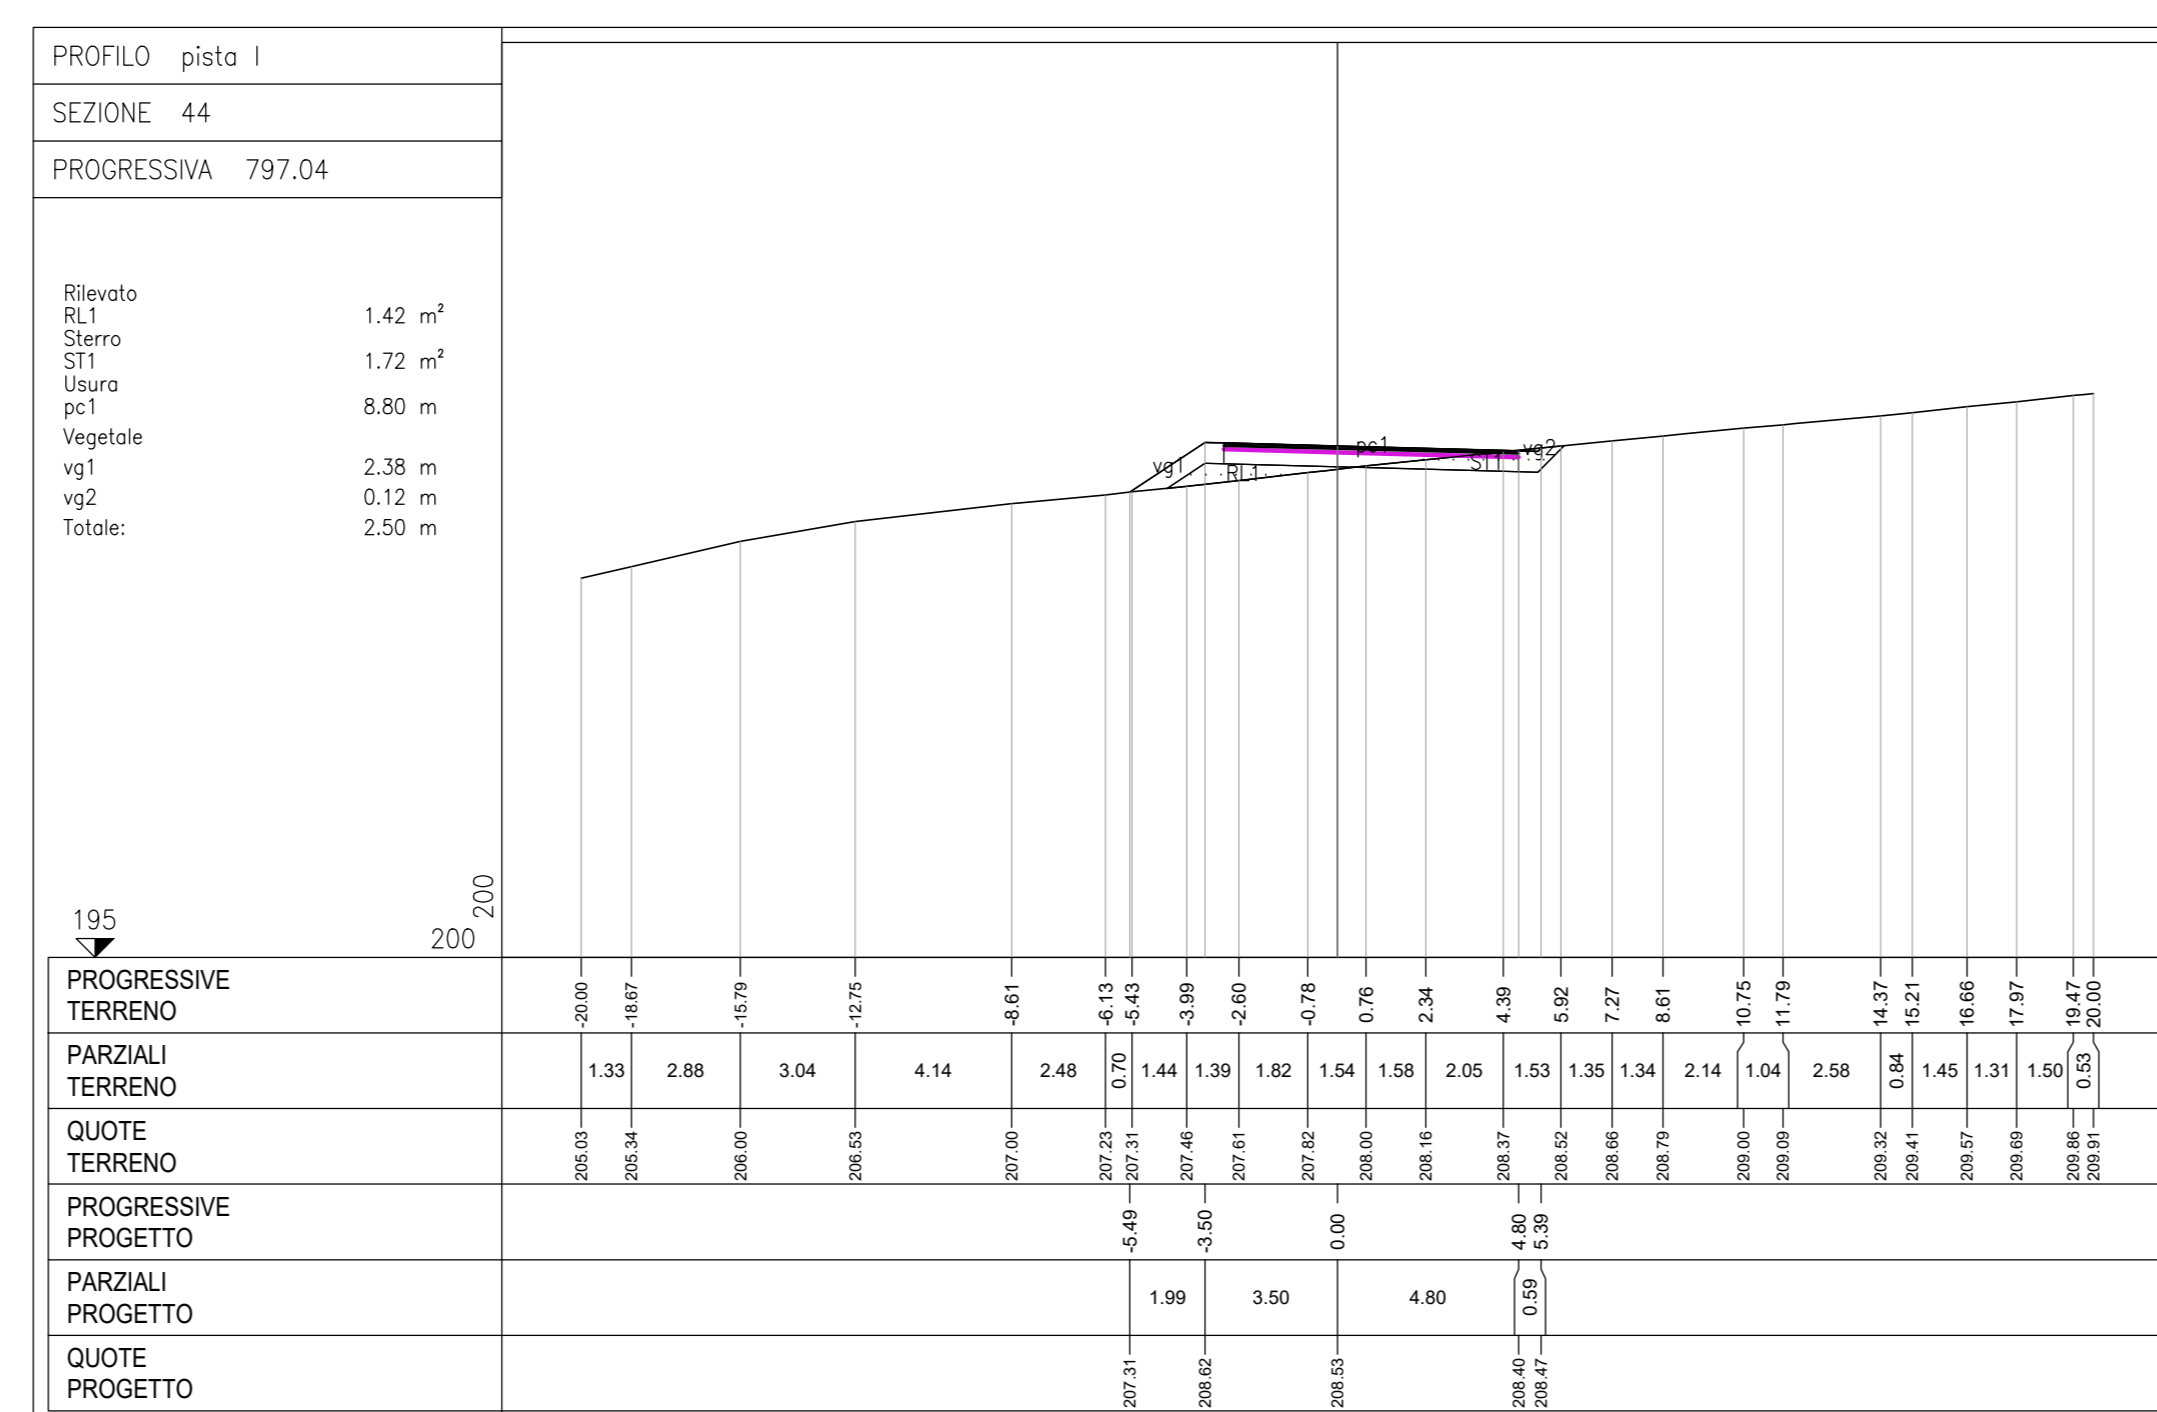 PROFILO pista I
SEZIONE 44
PROGRESSIVA 797.04
Rilevato
RL1 1.42 m²
Sterro
ST1 1.72 m²
Usura
pc1 8.80 m
Vegetale
vg1 2.38 m
vg2 0.12 m
Totale: 2.50 m
vg1 RL1 pc1 ST1 vg2
195
200
200
PROGRESSIVE
TERRENO
-20.00 -18.67 -15.79 -12.75 -8.61 -6.13 -5.43 -3.99 -2.60 -0.78 0.76 2.34 4.39 5.92 7.27 8.61 10.75 11.79 14.37 15.21 16.66 17.97 19.47 20.00
PARZIALI
TERRENO
1.33 2.88 3.04 4.14 2.48 0.70 1.44 1.39 1.82 1.54 1.58 2.05 1.53 1.35 1.34 2.14 1.04 2.58 0.84 1.45 1.31 1.50 0.53
QUOTE
TERRENO
205.03 205.34 206.00 206.53 207.00 207.23 207.31 207.46 207.61 207.82 208.00 208.16 208.37 208.52 208.66 208.79 209.00 209.09 209.32 209.41 209.57 209.69 209.86 209.91
PROGRESSIVE
PROGETTO
-5.49 -3.50 0.00 4.80 5.39
PARZIALI
PROGETTO
1.99 3.50 4.80 0.59
QUOTE
PROGETTO
207.31 208.62 208.53 208.40 208.47